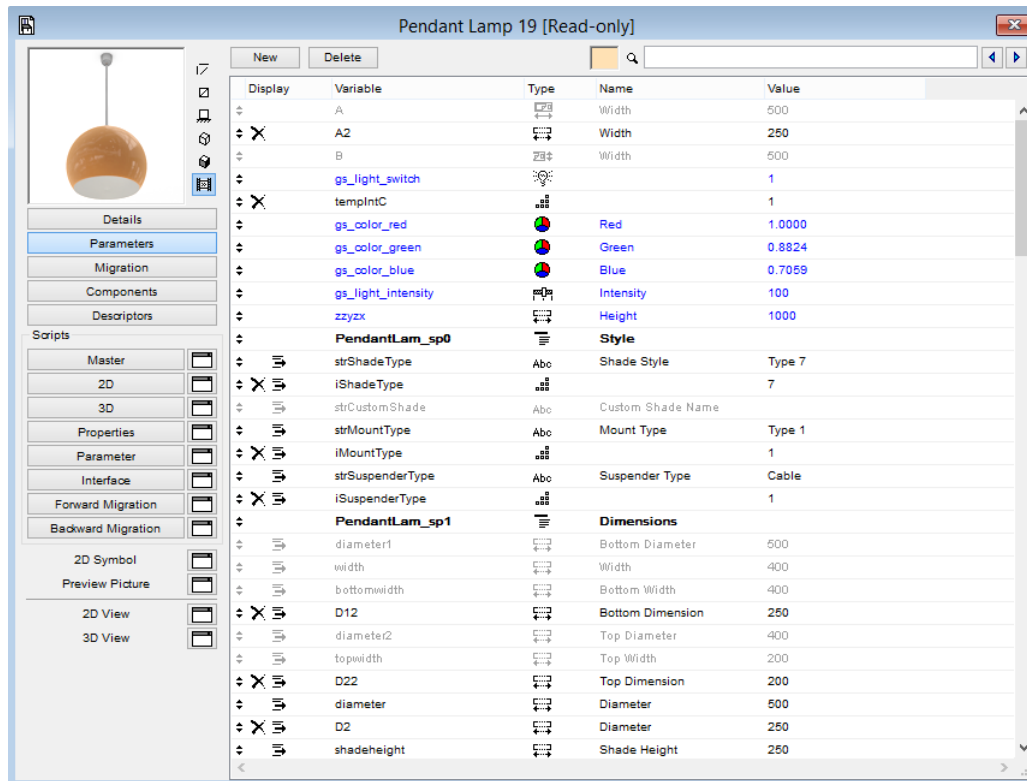 Pendant Lamp 19 [Read-only]
New Delete
Display Variable Type Name Value
A Width 500
A2 Width 250
B Width 500
gs_light_switch 1
tempIntC 1
gs_color_red Red 1.0000
gs_color_green Green 0.8824
gs_color_blue Blue 0.7059
gs_light_intensity Intensity 100
zzyzx Height 1000
PendantLam_sp0 Style
strShadeType Abc Shade Style Type 7
iShadeType 7
strCustomShade Abc Custom Shade Name
strMountType Abc Mount Type Type 1
iMountType 1
strSuspenderType Abc Suspender Type Cable
iSuspenderType 1
PendantLam_sp1 Dimensions
diameter1 Bottom Diameter 500
width Width 400
bottomwidth Bottom Width 400
D12 Bottom Dimension 250
diameter2 Top Diameter 400
topwidth Top Width 200
D22 Top Dimension 200
diameter Diameter 500
D2 Diameter 250
shadeheight Shade Height 250
Details
Parameters
Migration
Components
Descriptors
Scripts
Master
2D
3D
Properties
Parameter
Interface
Forward Migration
Backward Migration
2D Symbol
Preview Picture
2D View
3D View